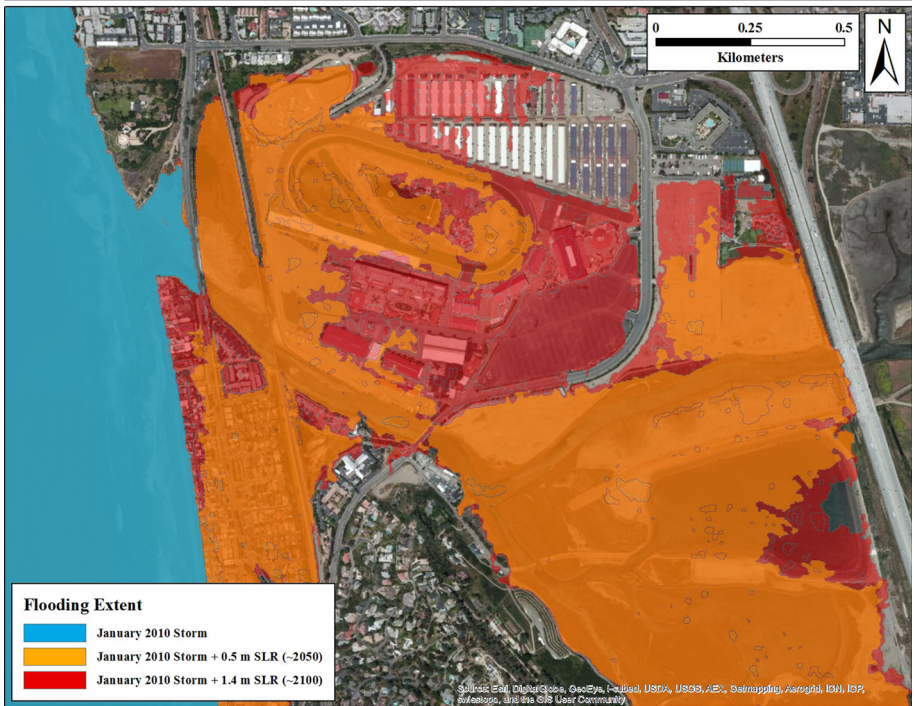 0 0.25 0.5
Kilometers
N
Flooding Extent
January 2010 Storm
January 2010 Storm + 0.5 m SLR (~2050)
January 2010 Storm + 1.4 m SLR (~2100)
Source: Esri, DigitalGlobe, GeoEye, i-cubed, USDA, USGS, AEX, Getmapping, Aerogrid, IGN, IGP,
swisstopo, and the GIS User Community